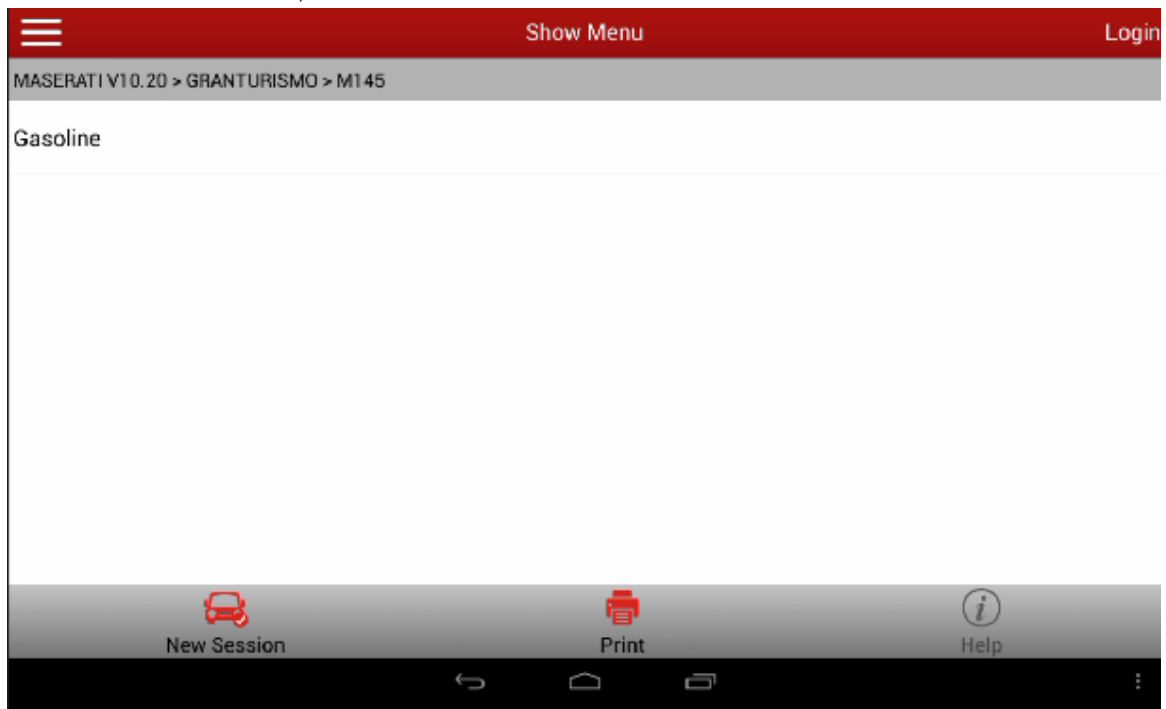 Show Menu
Login
MASERATI V10.20 > GRANTURISMO > M145
Gasoline
New Session
Print
Help